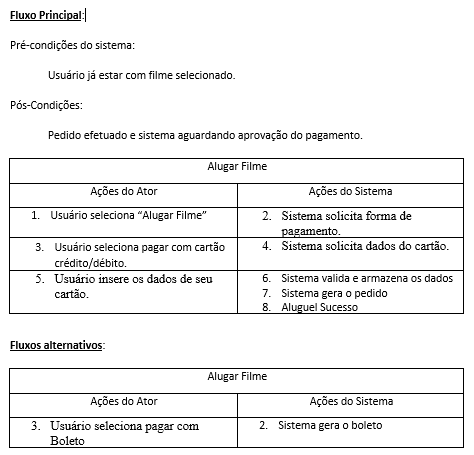 Fluxo Principal:
Pré-condições do sistema:
Usuário já estar com filme selecionado.
Pós-Condições:
Pedido efetuado e sistema aguardando aprovação do pagamento.
Alugar Filme
Ações do Ator
Ações do Sistema
1. Usuário seleciona “Alugar Filme”
2. Sistema solicita forma de
pagamento.
3. Usuário seleciona pagar com cartão
crédito/débito.
4. Sistema solicita dados do cartão.
5. Usuário insere os dados de seu
cartão.
6. Sistema valida e armazena os dados
7. Sistema gera o pedido
8. Aluguel Sucesso
Fluxos alternativos:
Alugar Filme
Ações do Ator
Ações do Sistema
3. Usuário seleciona pagar com
Boleto
2. Sistema gera o boleto